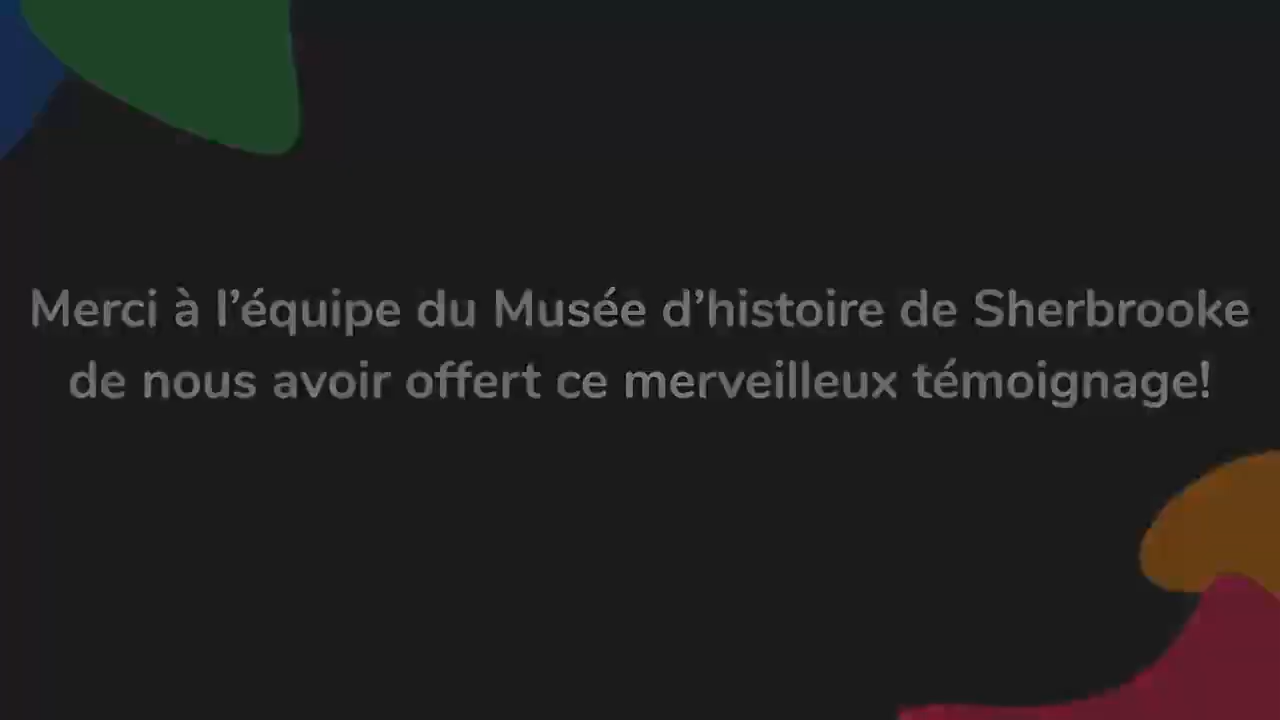 Merci à l’équipe du Musée d’histoire de Sherbrooke
de nous avoir offert ce merveilleux témoignage!